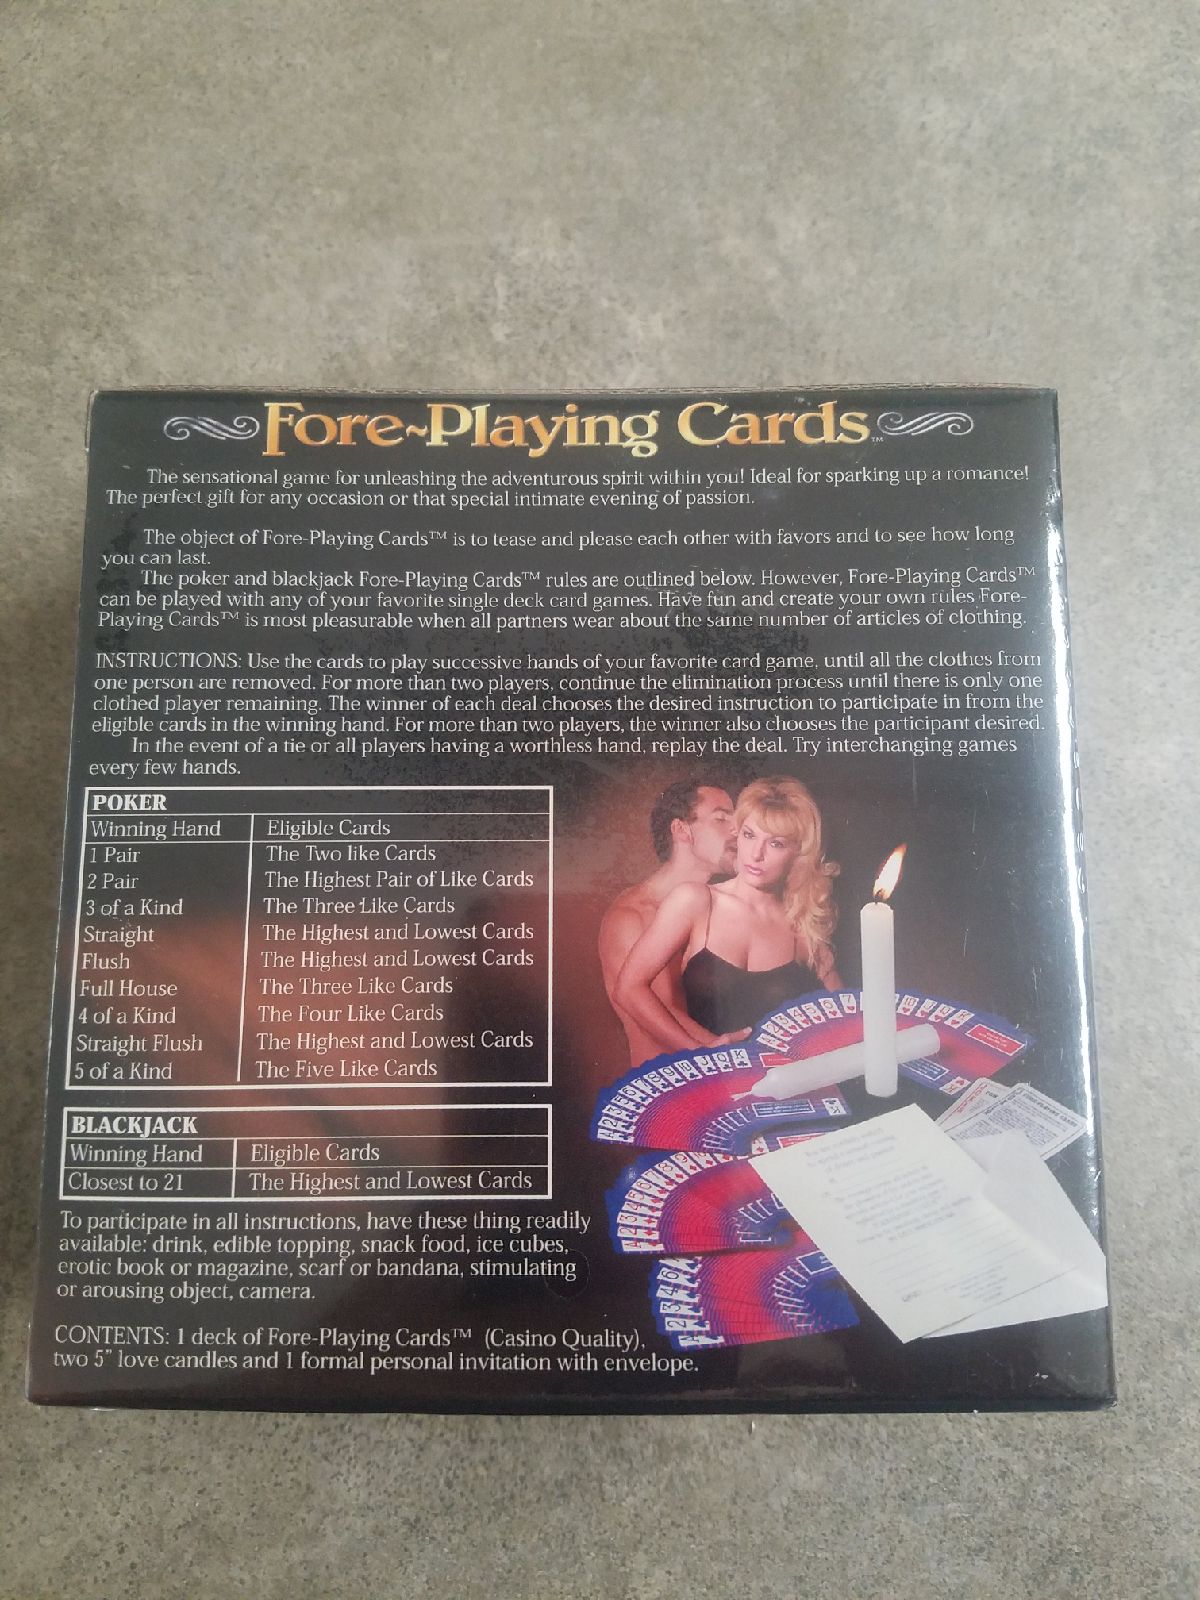 Fore~Playing Cards™
The sensational game for unleashing the adventurous spirit within you! Ideal for sparking up a romance!
The perfect gift for any occasion or that special intimate evening of passion.
The object of Fore-Playing Cards™ is to tease and please each other with favors and to see how long
you can last.
The poker and blackjack Fore-Playing Cards™ rules are outlined below. However, Fore-Playing Cards™
can be played with any of your favorite single deck card games. Have fun and create your own rules Fore-
Playing Cards™ is most pleasurable when all partners wear about the same number of articles of clothing.
INSTRUCTIONS: Use the cards to play successive hands of your favorite card game, until all the clothes from
one person are removed. For more than two players, continue the elimination process until there is only one
clothed player remaining. The winner of each deal chooses the desired instruction to participate in from the
eligible cards in the winning hand. For more than two players, the winner also chooses the participant desired.
In the event of a tie or all players having a worthless hand, replay the deal. Try interchanging games
every few hands.
POKER
Winning Hand Eligible Cards
1 Pair The Two like Cards
2 Pair The Highest Pair of Like Cards
3 of a Kind The Three Like Cards
Straight The Highest and Lowest Cards
Flush The Highest and Lowest Cards
Full House The Three Like Cards
4 of a Kind The Four Like Cards
Straight Flush The Highest and Lowest Cards
5 of a Kind The Five Like Cards
BLACKJACK
Winning Hand Eligible Cards
Closest to 21 The Highest and Lowest Cards
To participate in all instructions, have these thing readily
available: drink, edible topping, snack food, ice cubes,
erotic book or magazine, scarf or bandana, stimulating
or arousing object, camera.
CONTENTS: 1 deck of Fore-Playing Cards™ (Casino Quality),
two 5" love candles and 1 formal personal invitation with envelope.